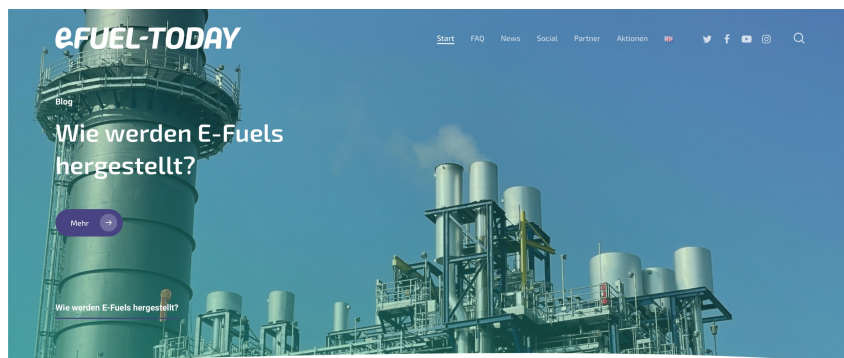 eFUEL-TODAY
Start FAQ News Social Partner Aktionen
Blog
Wie werden E-Fuels
hergestellt?
Mehr
Wie werden E-Fuels hergestellt?